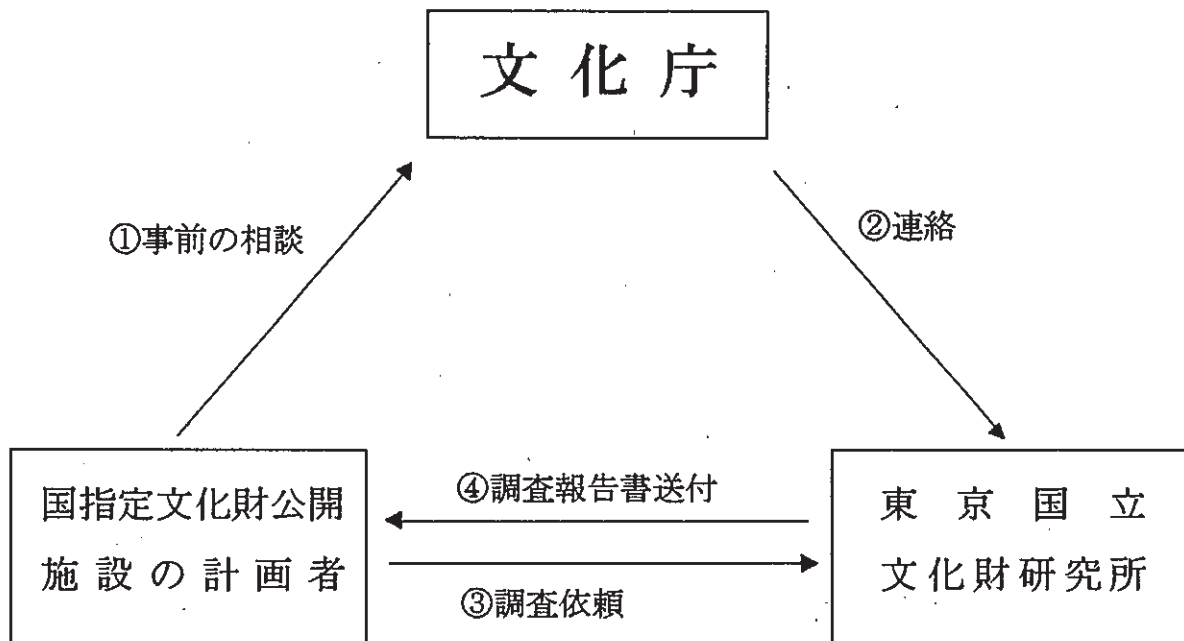 文化庁
①事前の相談
②連絡
国指定文化財公開
施設の計画者
④調査報告書送付
③調査依頼
東京国立
文化財研究所